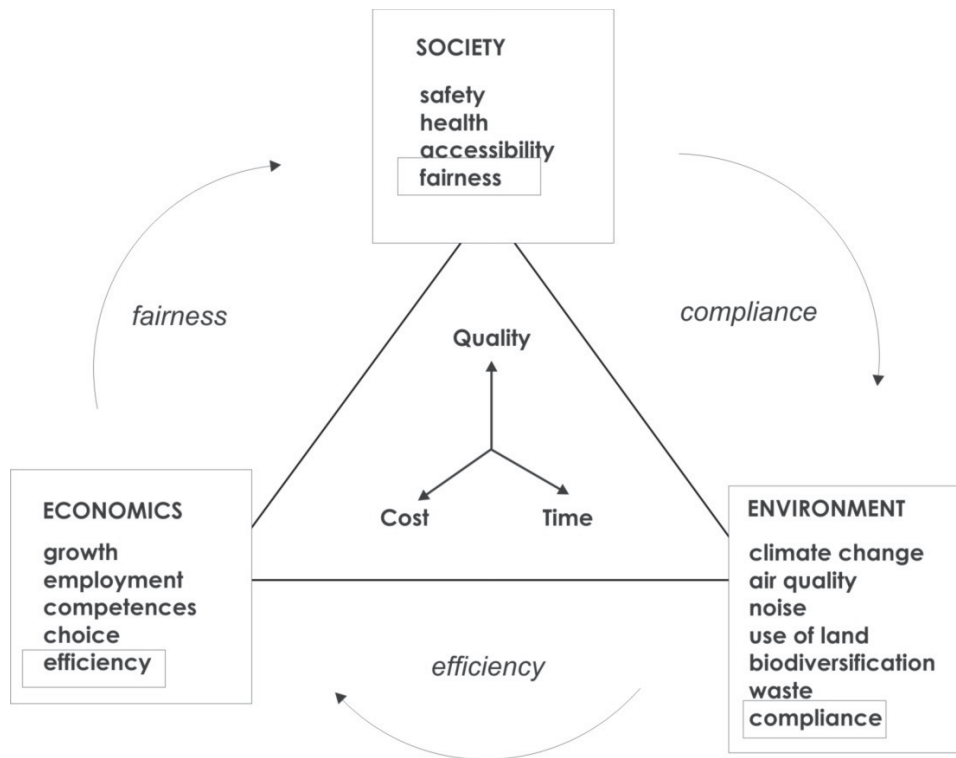 SOCIETY
safety
health
accessibility
fairness
fairness
compliance
Quality
Cost
Time
ECONOMICS
growth
employment
competences
choice
efficiency
ENVIRONMENT
climate change
air quality
noise
use of land
biodiversification
waste
compliance
efficiency